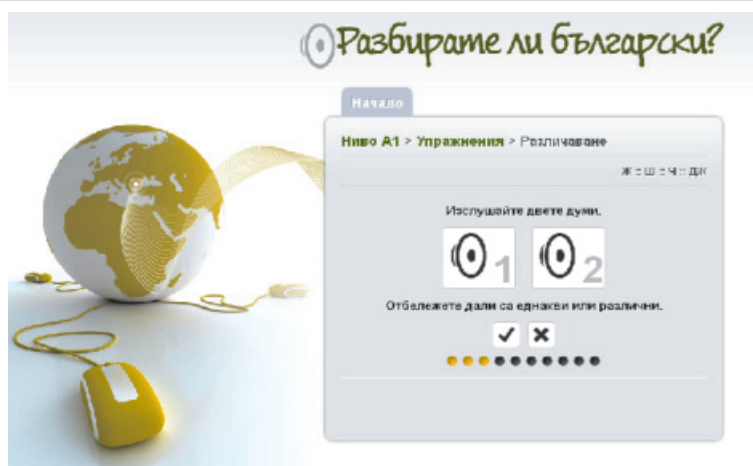 Разбирате ли български?
Начало
Ниво А1 > Упражнения > Различаване
ж :: ш :: ч :: дж
Изслушайте двете думи.
1 2
Отбележете дали са еднакви или различни.